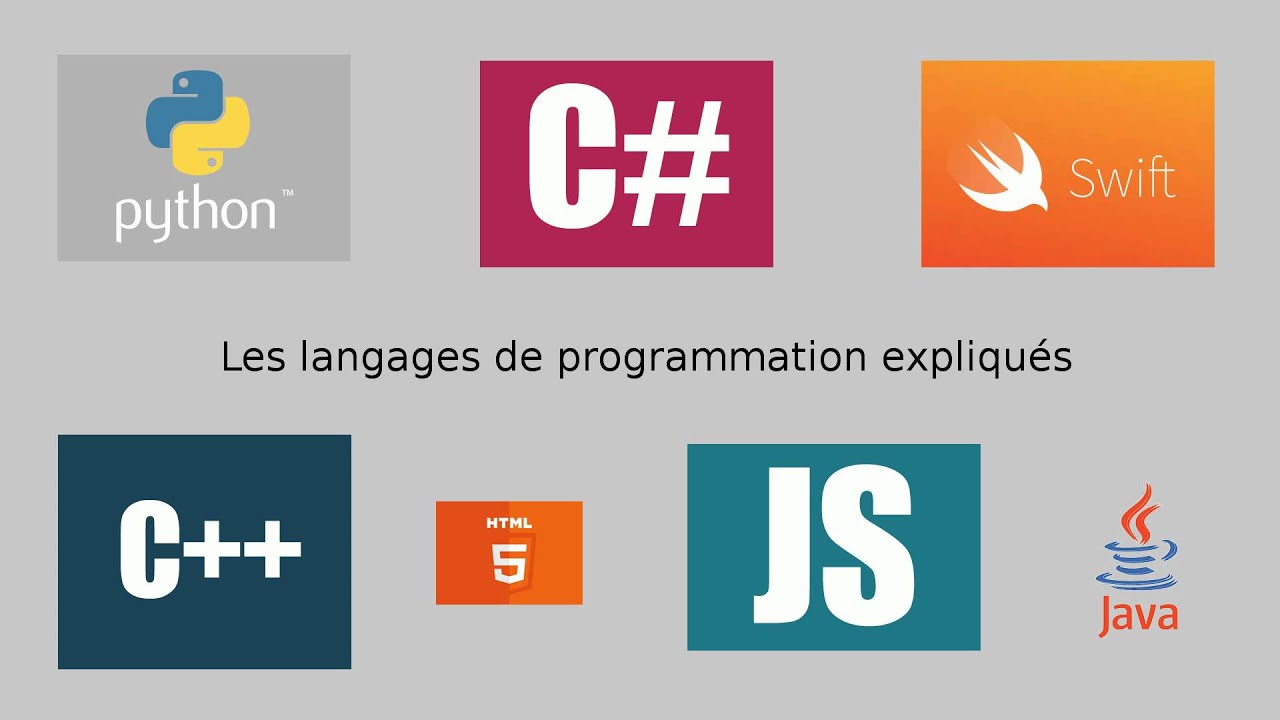 python™
C#
Swift
Les langages de programmation expliqués
C++
HTML
5
JS
Java